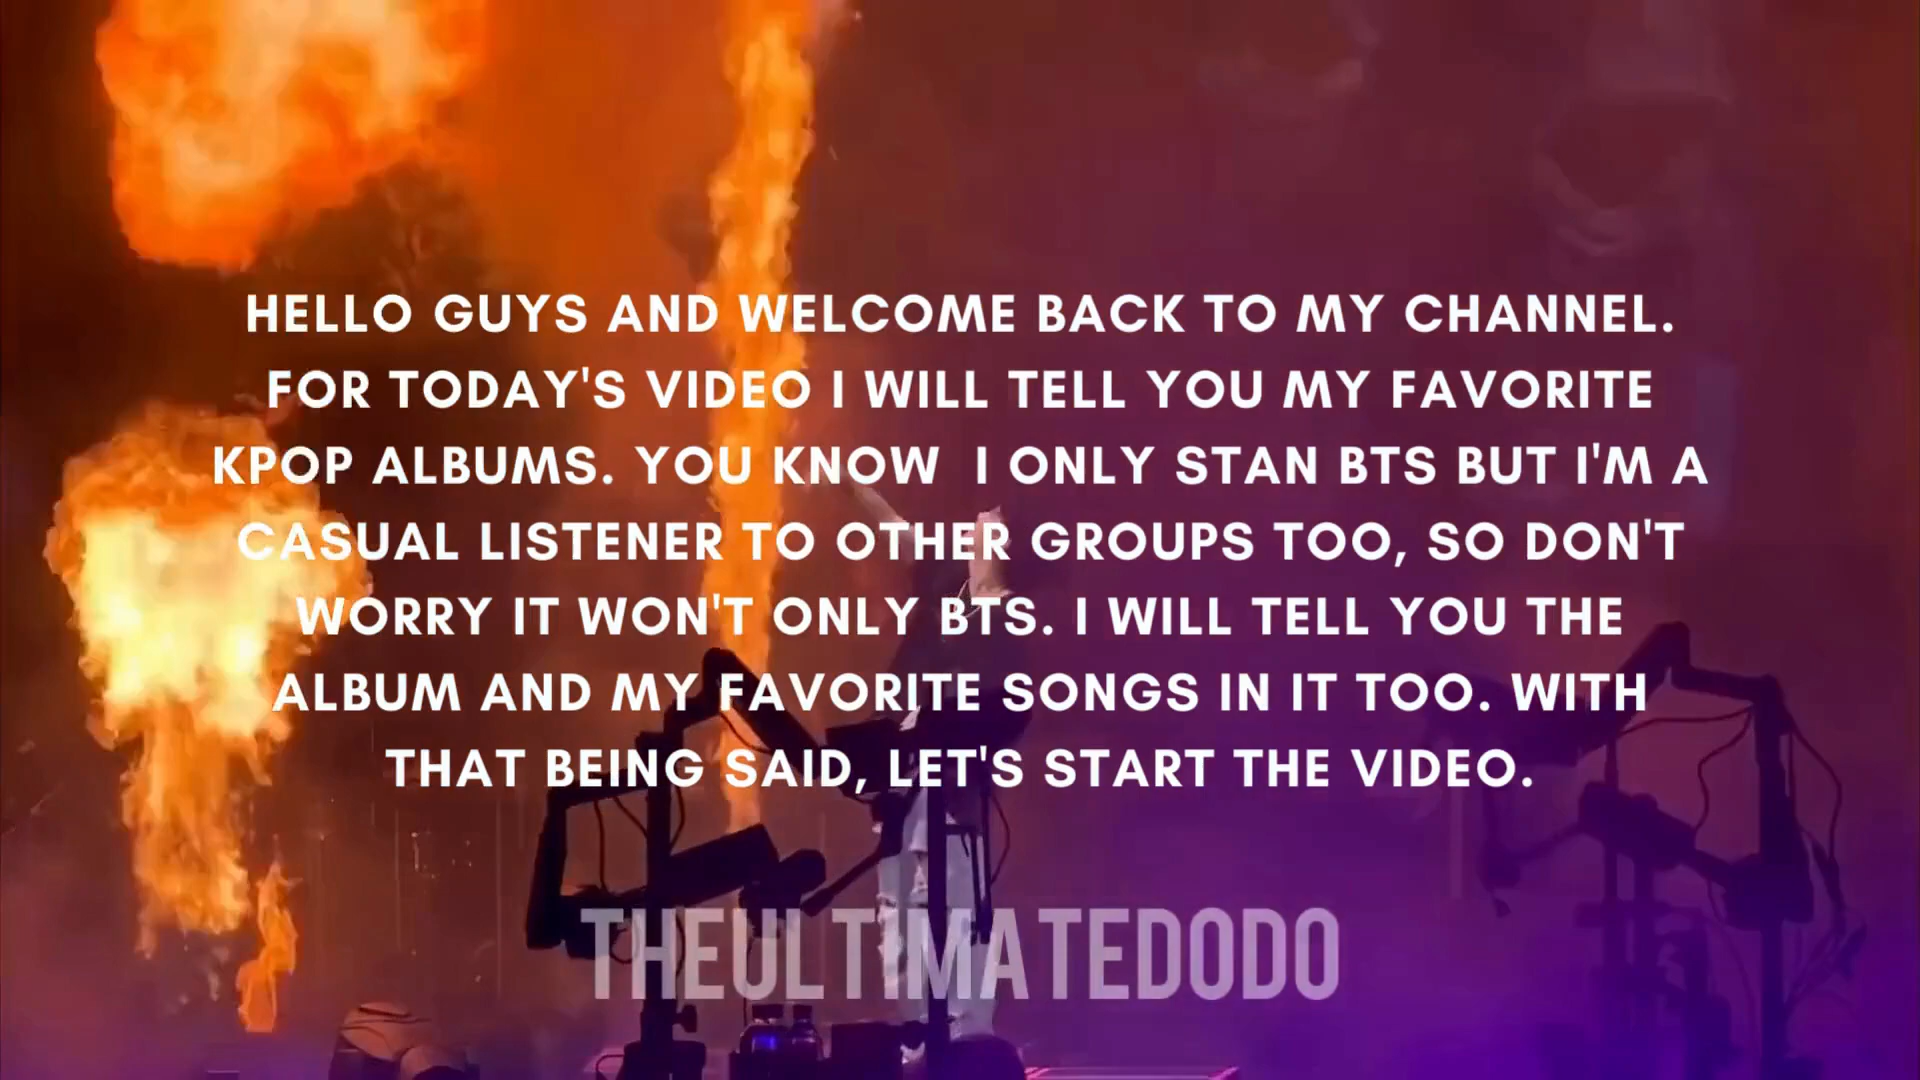 HELLO GUYS AND WELCOME BACK TO MY CHANNEL.
FOR TODAY'S VIDEO I WILL TELL YOU MY FAVORITE
KPOP ALBUMS. YOU KNOW I ONLY STAN BTS BUT I'M A
CASUAL LISTENER TO OTHER GROUPS TOO, SO DON'T
WORRY IT WON'T ONLY BTS. I WILL TELL YOU THE
ALBUM AND MY FAVORITE SONGS IN IT TOO. WITH
THAT BEING SAID, LET'S START THE VIDEO.
THEULTIMATEDODO